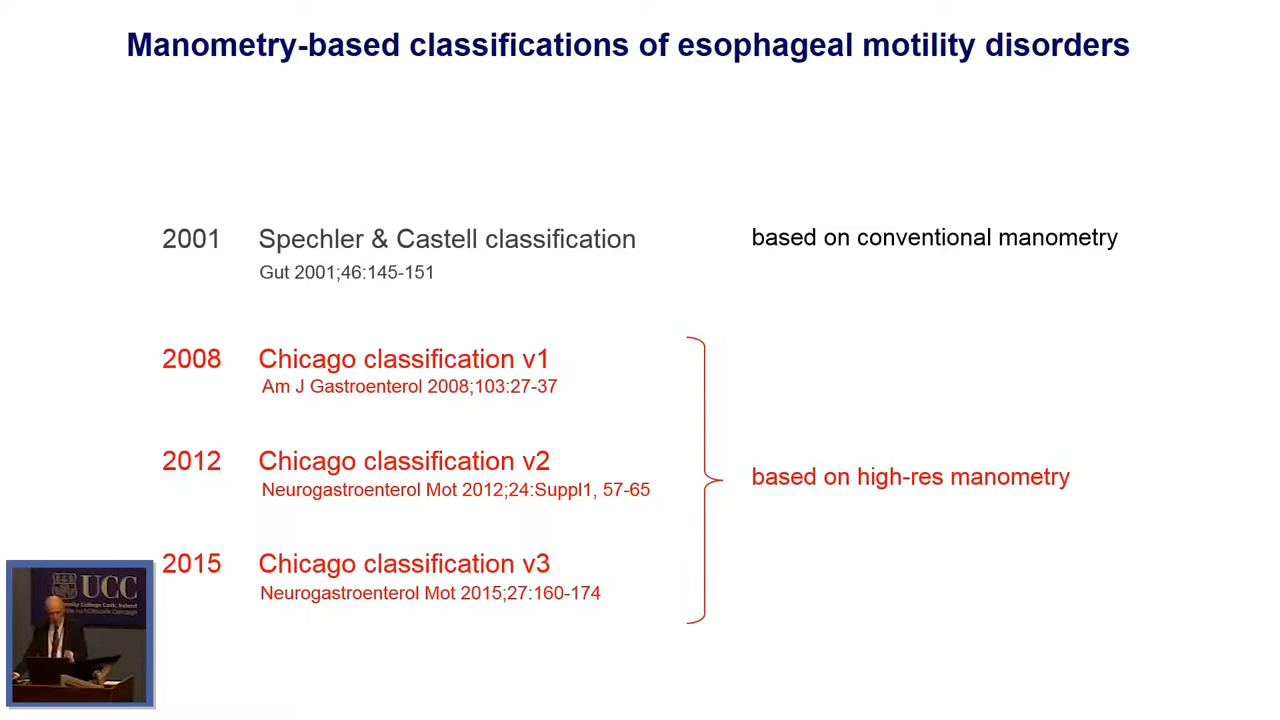 Manometry-based classifications of esophageal motility disorders
2001 Spechler & Castell classification based on conventional manometry
Gut 2001;46:145-151
2008 Chicago classification v1
Am J Gastroenterol 2008;103:27-37
2012 Chicago classification v2
based on high-res manometry
Neurogastroenterol Mot 2012;24:Suppl1, 57-65
2015 Chicago classification v3
Neurogastroenterol Mot 2015;27:160-174
UCC
College Cork, Ireland